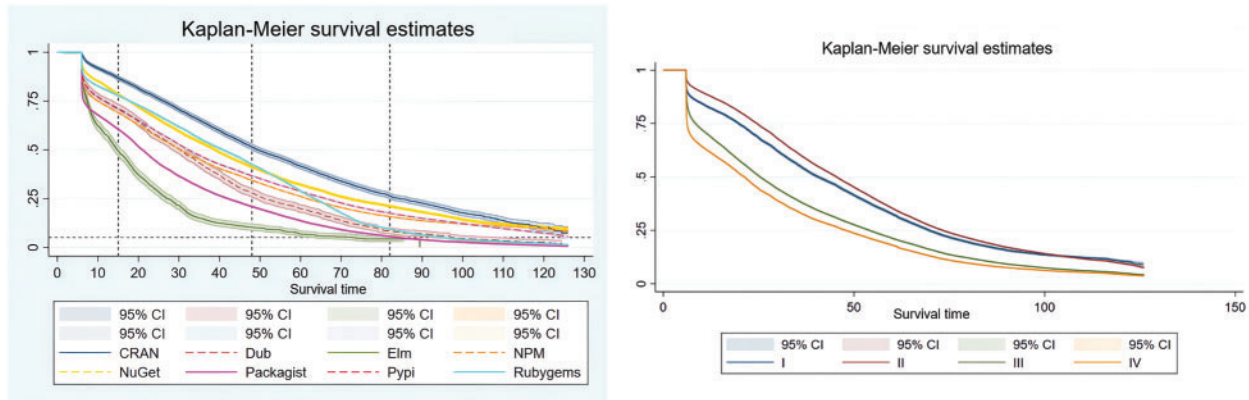 Kaplan-Meier survival estimates
1
.75
.5
.25
0
0 10 20 30 40 50 60 70 80 90 100 110 120 130
Survival time
95% CI 95% CI 95% CI 95% CI
95% CI 95% CI 95% CI 95% CI
CRAN Dub Elm NPM
NuGet Packagist Pypi Rubygems
Kaplan-Meier survival estimates
1
.75
.5
.25
0
0 50 100 150
Survival time
95% CI 95% CI 95% CI 95% CI
I II III IV